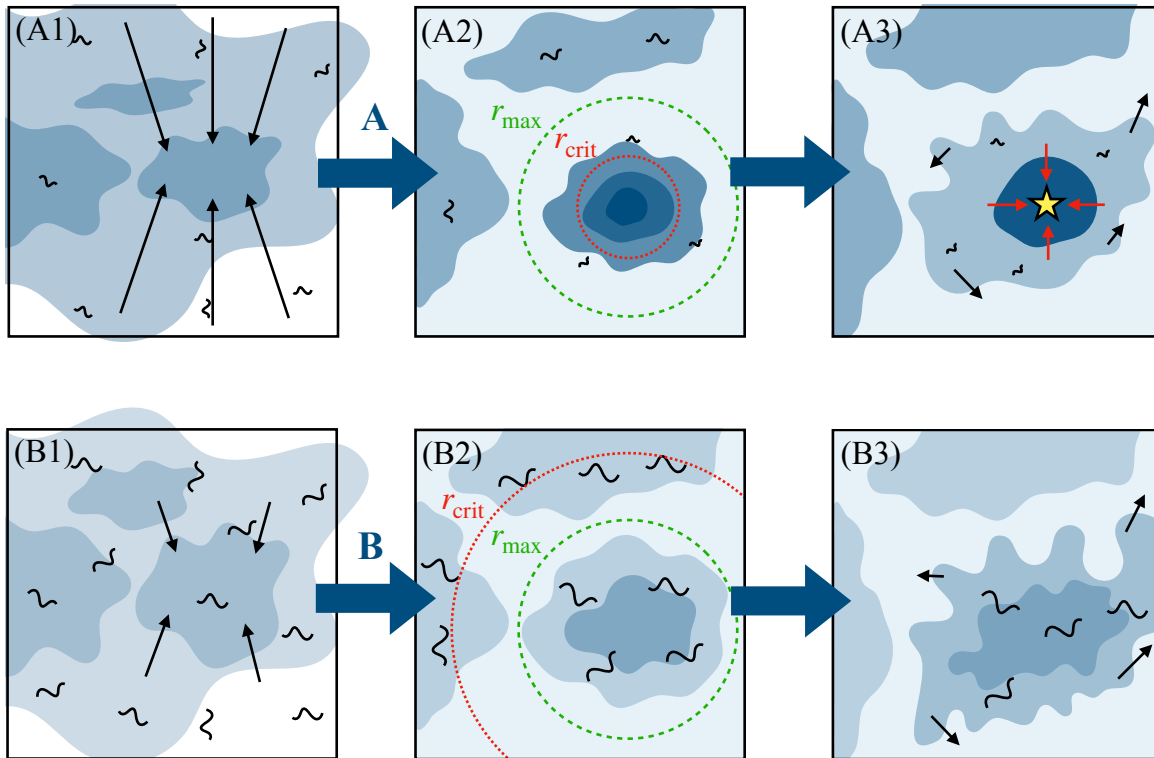 (A1)
A
(A2)
r_max
r_crit
(A3)
(B1)
B
(B2)
r_crit
r_max
(B3)